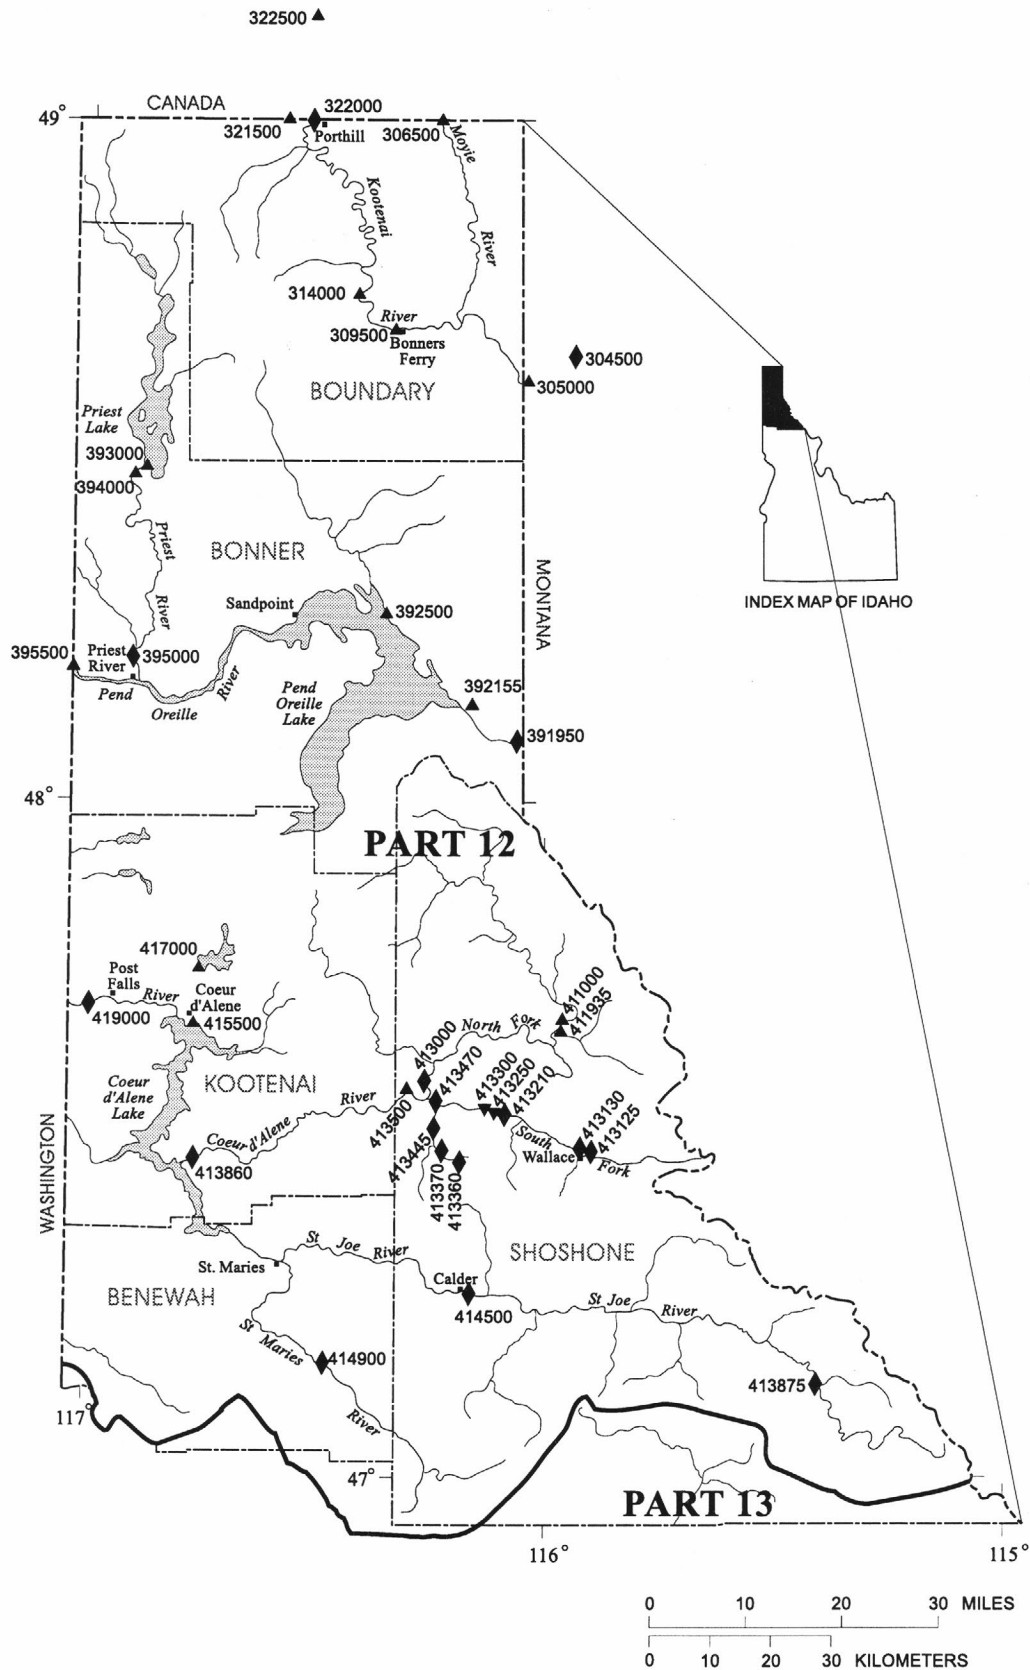 322500
CANADA
322000
49°
321500
Porthill
306500
Moyie
River
Kootenai
314000
River
309500
Bonners
Ferry
304500
305000
BOUNDARY
Priest
Lake
393000
394000
Priest
River
BONNER
MONTANA
INDEX MAP OF IDAHO
Sandpoint
392500
395500
Priest
River
395000
Pend
Oreille
River
Pend
Oreille
Lake
392155
391950
48°
PART 12
417000
Post
Falls
River
Coeur
d'Alene
419000
415500
411000
411935
North
Fork
413000
413470
413300
413250
413210
413130
413125
Coeur
d'Alene
Lake
KOOTENAI
River
Coeur d'Alene
413500
413445
413370
413360
South
Wallace
Fork
413860
WASHINGTON
SHOSHONE
St
Joe
River
St. Maries
BENEWAH
Calder
414500
St Joe
River
St
Maries
414900
River
413875
117°
47°
PART 13
116°
115°
0 10 20 30 MILES
0 10 20 30 KILOMETERS